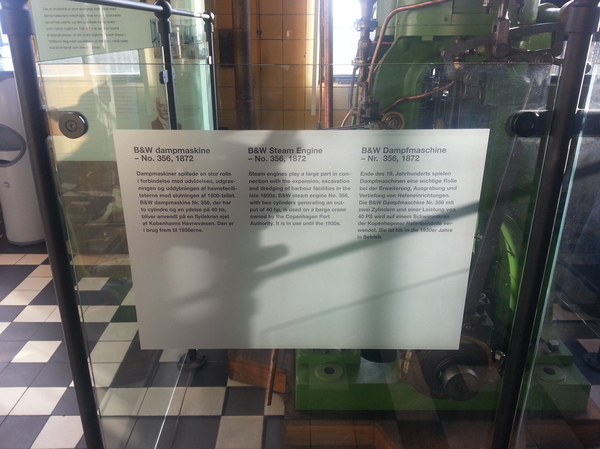 B&W dampmaskine
– No. 356, 1872
Dampmaskiner spillede en stor rolle
i forbindelse med udvidelsen, udgrav-
ningen og uddybningen af havnefacili-
teterne mod slutningen af 1800-tallet.
B&W dampmaskine Nr. 356, der har
to cylindre og en ydelse på 40 hk,
bliver anvendt på en flydekran ejet
af Københavns Havnevæsen. Den er
i brug frem til 1930erne.
B&W Steam Engine
– No. 356, 1872
Steam engines play a large part in con-
nection with the expansion, excavation
and dredging of harbour facilities in the
late 1800s. B&W steam engine No. 356,
with two cylinders generating an out-
put of 40 hp, is used on a barge crane
owned by the Copenhagen Port
Authority. It is in use until the 1930s.
B&W Dampfmaschine
– Nr. 356, 1872
Ende des 19. Jahrhunderts spielen
Dampfmaschinen eine wichtige Rolle
bei der Erweiterung, Ausgrabung und
Vertiefung von Hafeneinrichtungen.
Die B&W Dampfmaschine Nr. 356 mit
zwei Zylindern und einer Leistung von
40 PS wird auf einem Schwimmkran
der Kopenhagener Hafenbehörde ver-
wendet. Sie ist bis in die 1930er Jahre
in Betrieb.